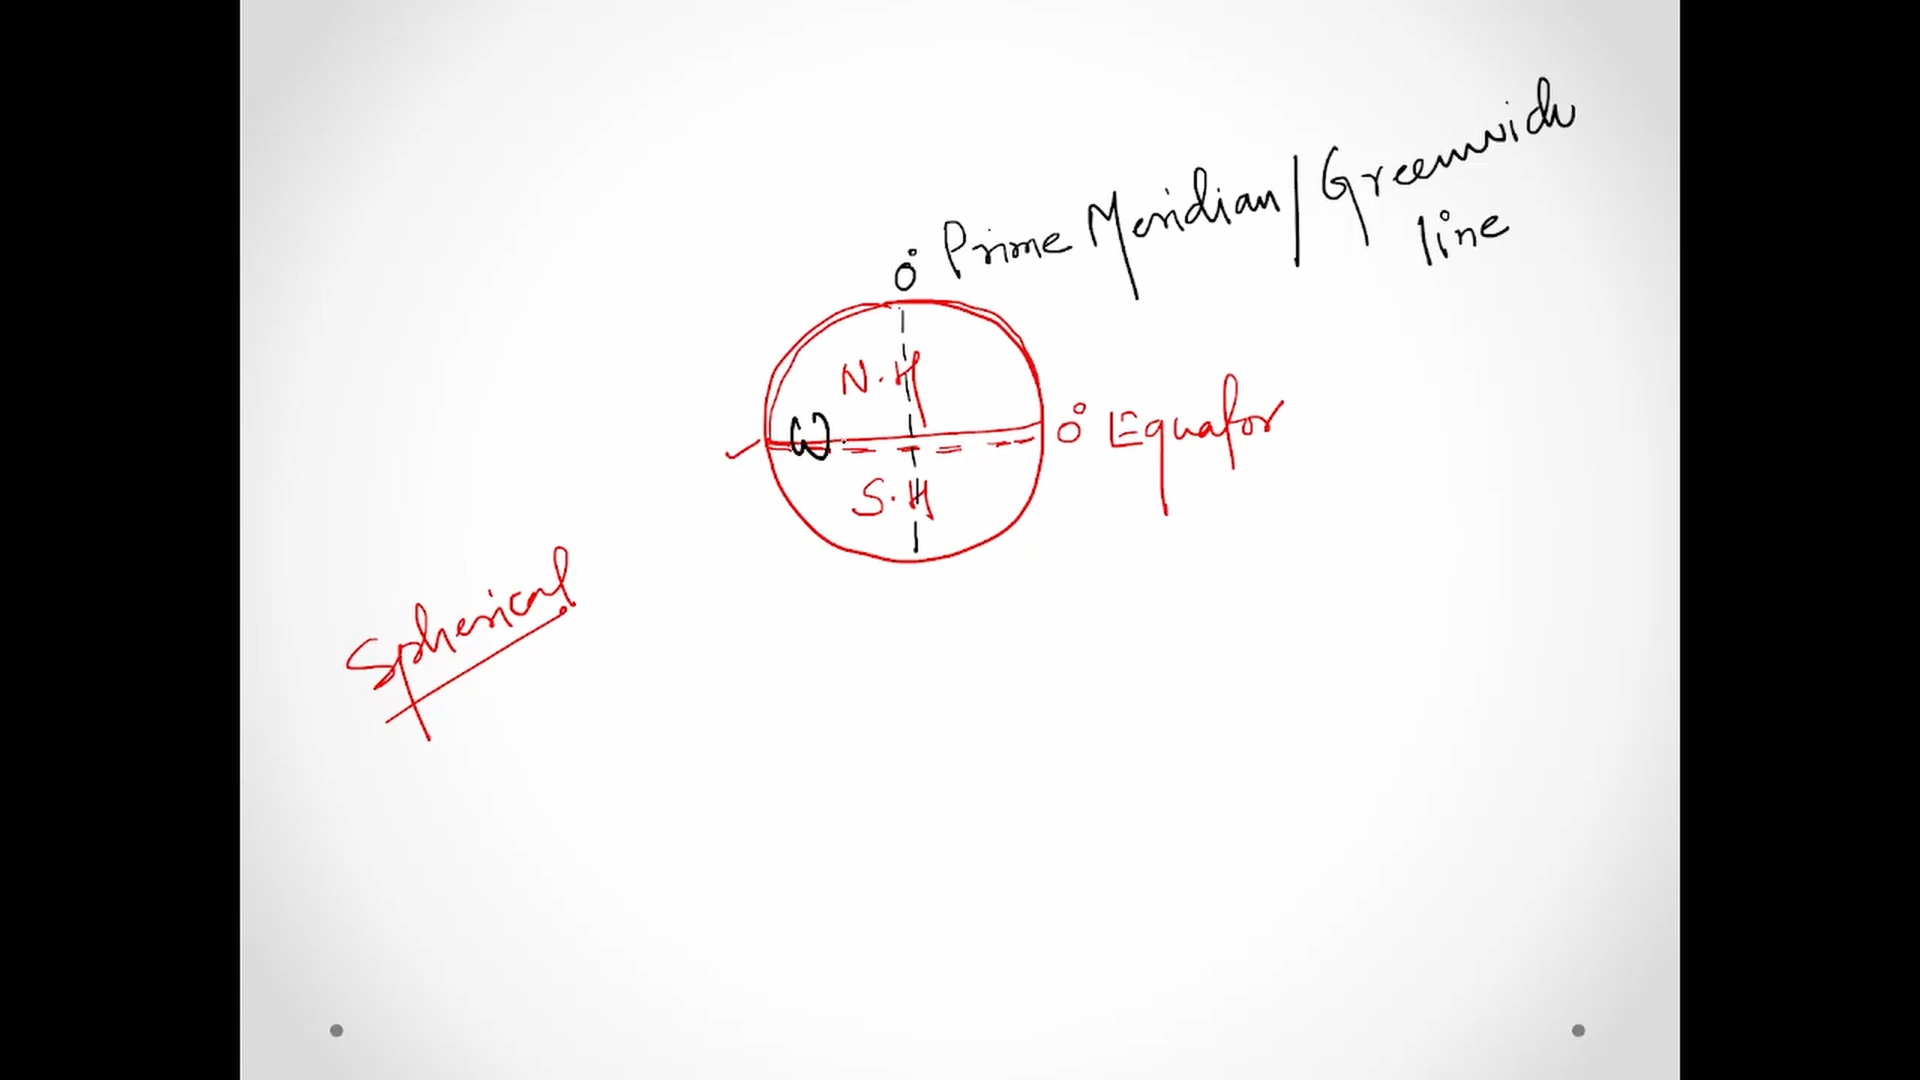 0° Prime Meridian/Greenwich
line
N.H
W
0° Equator
S.H
Spherical